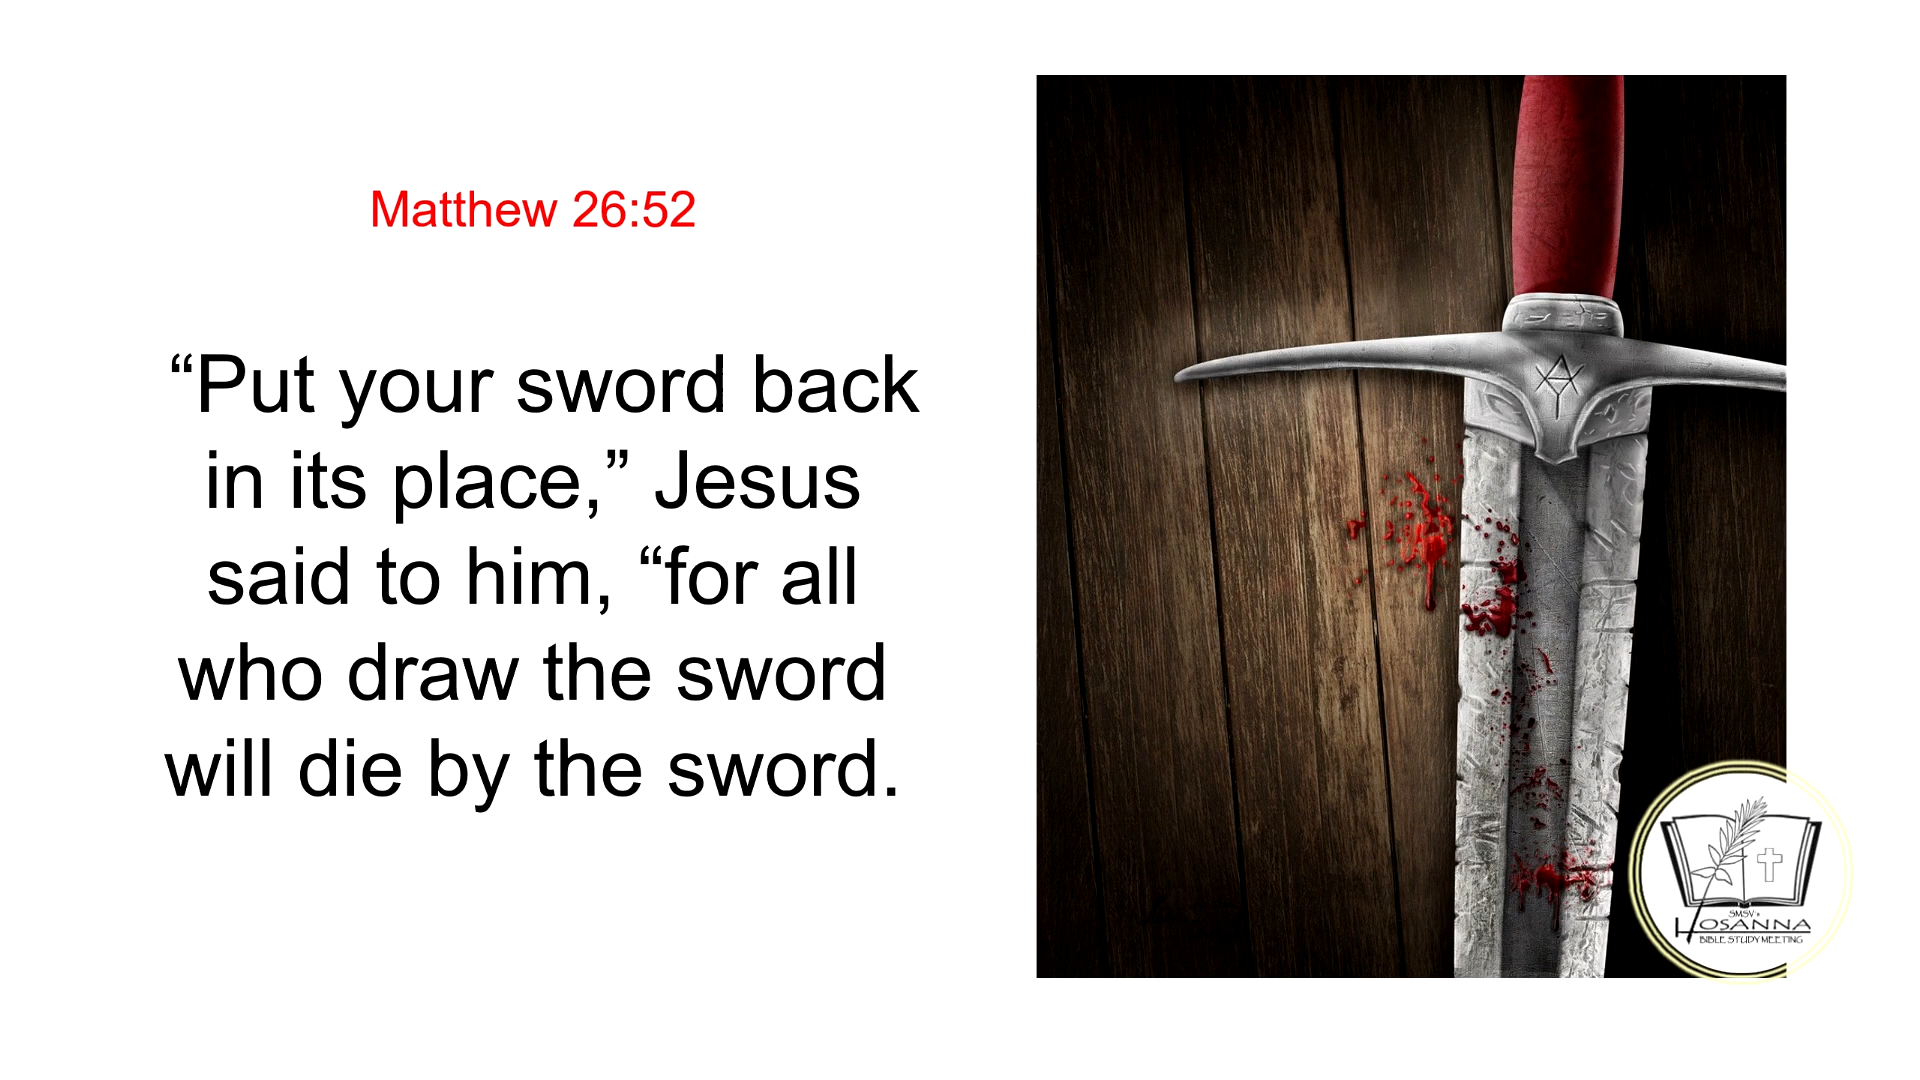 Matthew 26:52
“Put your sword back
in its place,” Jesus
said to him, “for all
who draw the sword
will die by the sword.
SMSV's
HOSANNA
BIBLE STUDY MEETING